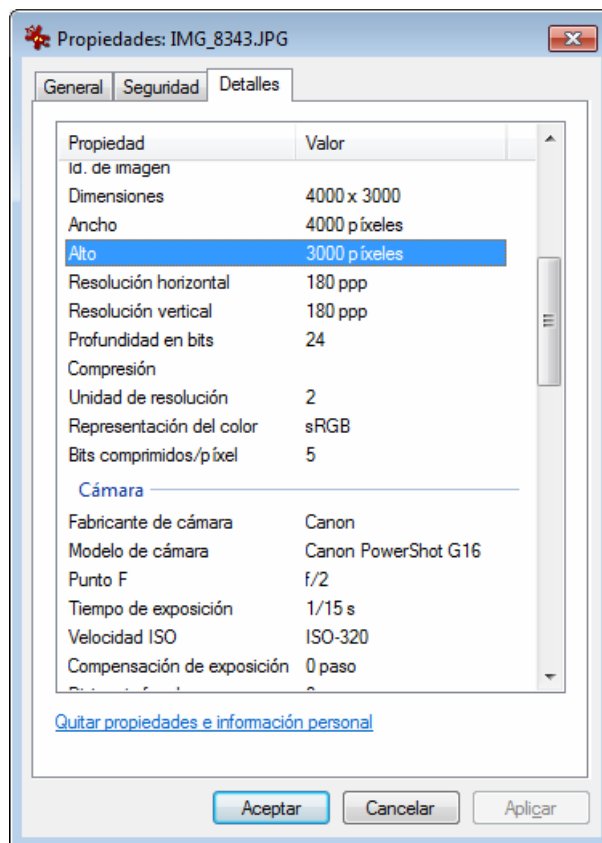 Propiedades: IMG_8343.JPG
General Seguridad Detalles
Propiedad Valor
Id. de imagen
Dimensiones 4000 x 3000
Ancho 4000 píxeles
Alto 3000 píxeles
Resolución horizontal 180 ppp
Resolución vertical 180 ppp
Profundidad en bits 24
Compresión
Unidad de resolución 2
Representación del color sRGB
Bits comprimidos/píxel 5
Cámara
Fabricante de cámara Canon
Modelo de cámara Canon PowerShot G16
Punto F f/2
Tiempo de exposición 1/15 s
Velocidad ISO ISO-320
Compensación de exposición 0 paso
Quitar propiedades e información personal
Aceptar Cancelar Aplicar